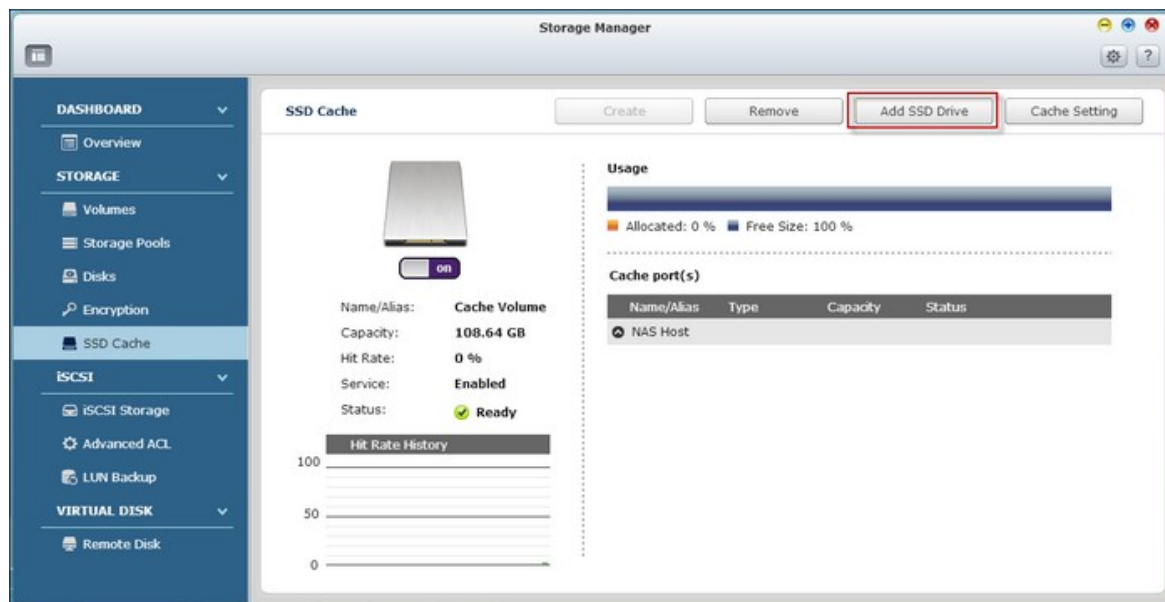 Storage Manager
?
DASHBOARD
Overview
STORAGE
Volumes
Storage Pools
Disks
Encryption
SSD Cache
iSCSI
iSCSI Storage
Advanced ACL
LUN Backup
VIRTUAL DISK
Remote Disk
SSD Cache
Create
Remove
Add SSD Drive
Cache Setting
on
Name/Alias: Cache Volume
Capacity: 108.64 GB
Hit Rate: 0 %
Service: Enabled
Status: Ready
Hit Rate History
100
50
0
Usage
Allocated: 0 % Free Size: 100 %
Cache port(s)
Name/Alias Type Capacity Status
NAS Host